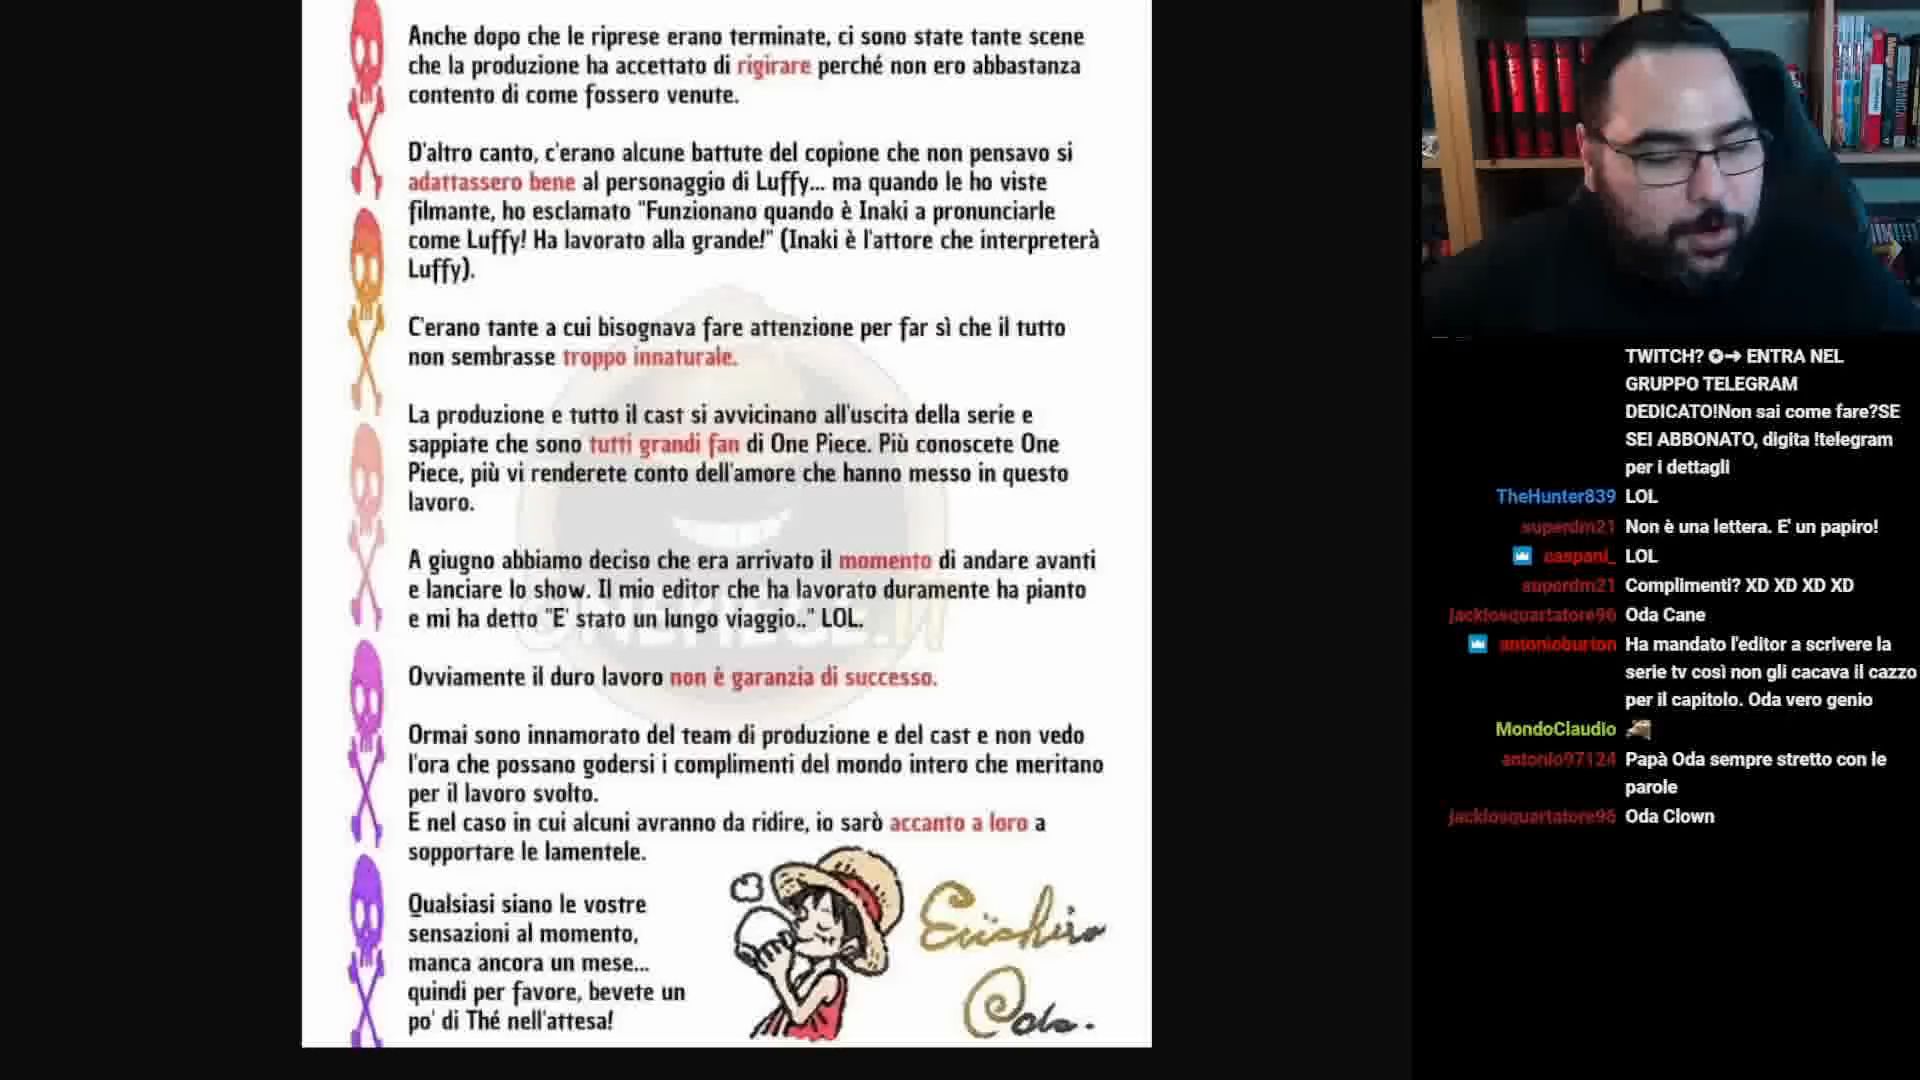 Anche dopo che le riprese erano terminate, ci sono state tante scene
che la produzione ha accettato di rigirare perché non ero abbastanza
contento di come fossero venute.
D'altro canto, c'erano alcune battute del copione che non pensavo si
adattassero bene al personaggio di Luffy... ma quando le ho viste
filmante, ho esclamato "Funzionano quando è Inaki a pronunciarle
come Luffy! Ha lavorato alla grande!" (Inaki è l'attore che interpreterà
Luffy).
C'erano tante a cui bisognava fare attenzione per far sì che il tutto
non sembrasse troppo innaturale.
La produzione e tutto il cast si avvicinano all'uscita della serie e
sappiate che sono tutti grandi fan di One Piece. Più conoscete One
Piece, più vi renderete conto dell'amore che hanno messo in questo
lavoro.
A giugno abbiamo deciso che era arrivato il momento di andare avanti
e lanciare lo show. Il mio editor che ha lavorato duramente ha pianto
e mi ha detto "E' stato un lungo viaggio.." LOL.
Ovviamente il duro lavoro non è garanzia di successo.
Ormai sono innamorato del team di produzione e del cast e non vedo
l'ora che possano godersi i complimenti del mondo intero che meritano
per il lavoro svolto.
E nel caso in cui alcuni avranno da ridire, io sarò accanto a loro a
sopportare le lamentele.
Qualsiasi siano le vostre
sensazioni al momento,
manca ancora un mese...
quindi per favore, bevete un
po' di Thé nell'attesa!
Eiichiro
Oda.
TWITCH? ✪➜ ENTRA NEL
GRUPPO TELEGRAM
DEDICATO!Non sai come fare?SE
SEI ABBONATO, digita !telegram
per i dettagli
TheHunter839 LOL
superdm21 Non è una lettera. E' un papiro!
caspani_ LOL
superdm21 Complimenti? XD XD XD XD
jacklosquartatore96 Oda Cane
antonioburton Ha mandato l'editor a scrivere la
serie tv così non gli cacava il cazzo
per il capitolo. Oda vero genio
MondoClaudio
antonio97124 Papà Oda sempre stretto con le
parole
jacklosquartatore96 Oda Clown